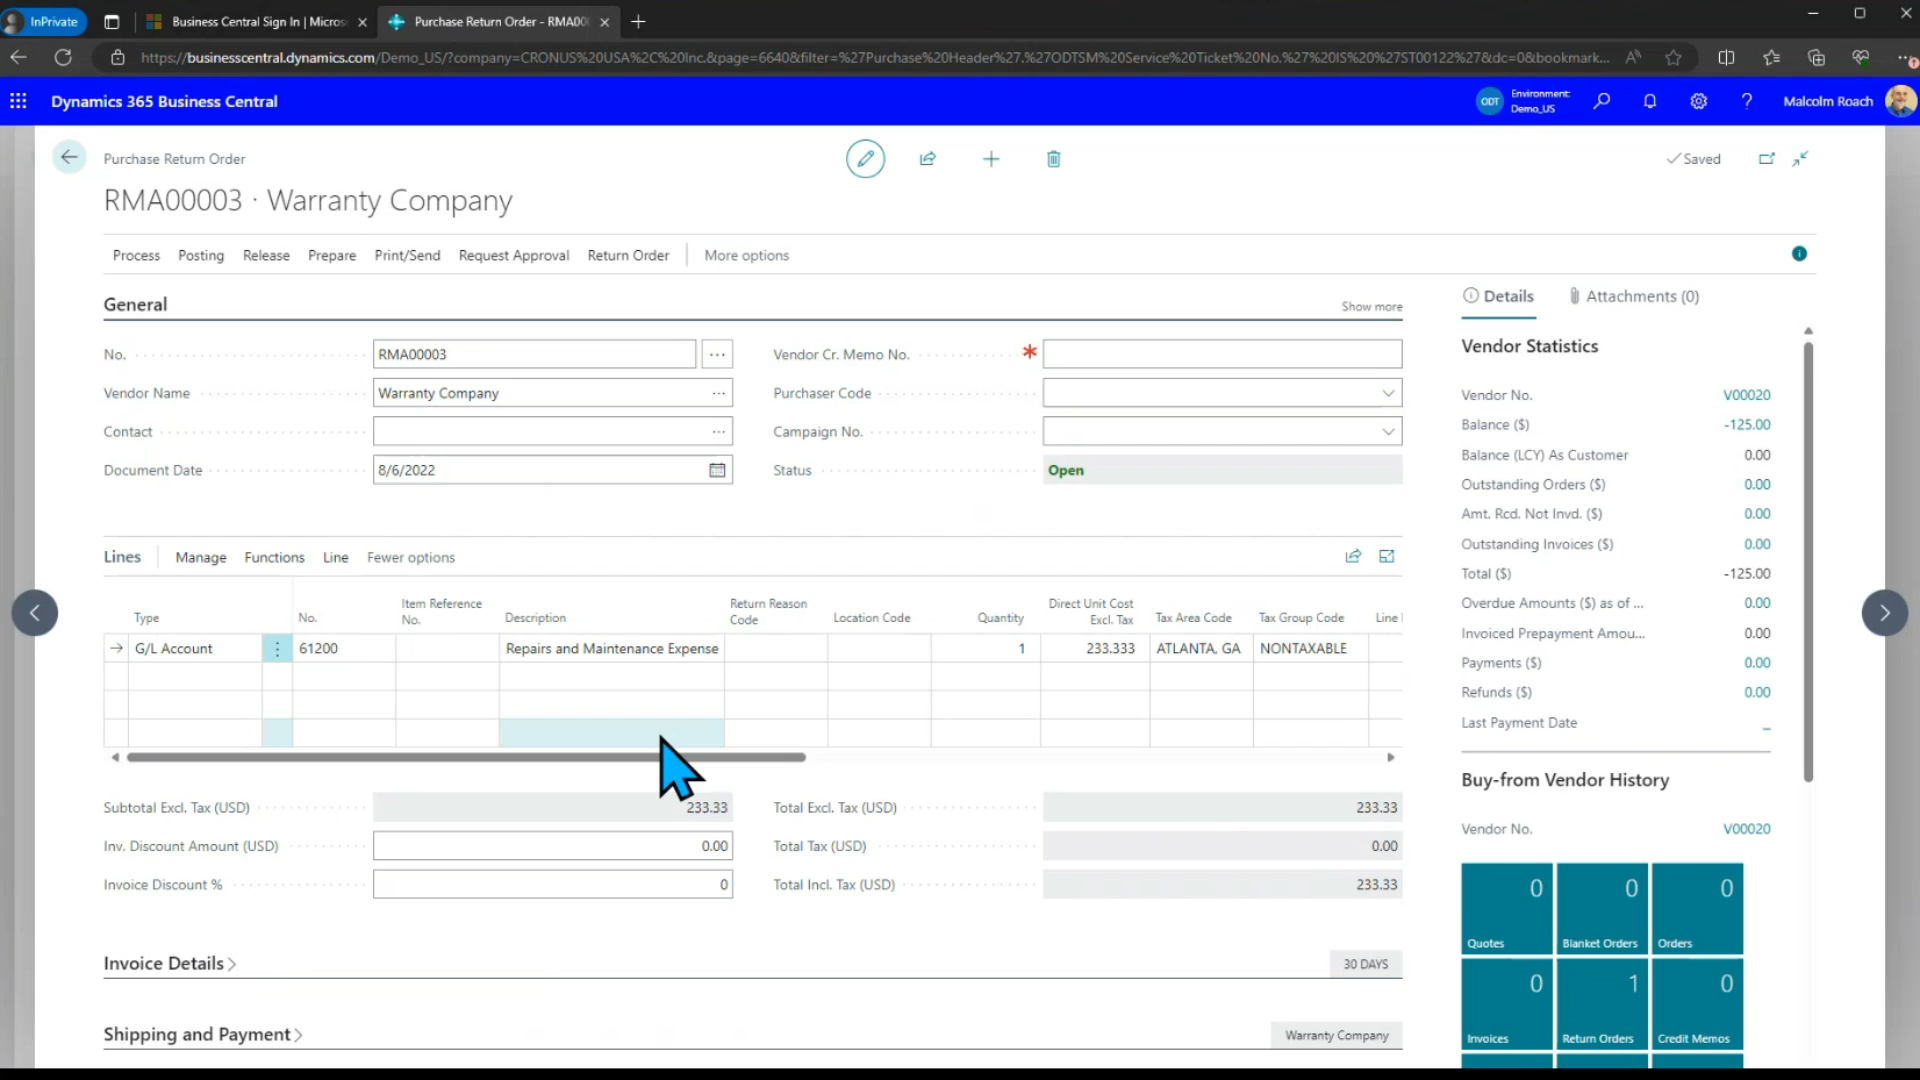 InPrivate
Business Central Sign In | Micros
Purchase Return Order - RMA00
https://businesscentral.dynamics.com/Demo_US/?company=CRONUS%20USA%2C%20Inc.&page=6640&filter=%27Purchase%20Header%27.%27ODTSM%20Service%20Ticket%20No.%27%20IS%20%27ST00122%27&dc=0&bookmark...
Dynamics 365 Business Central
ODT
Environment:
Demo_US
Malcolm Roach
Purchase Return Order
Saved
RMA00003 · Warranty Company
Process Posting Release Prepare Print/Send Request Approval Return Order More options
General
Show more
No. RMA00003
Vendor Name Warranty Company
Contact
Document Date 8/6/2022
Vendor Cr. Memo No. *
Purchaser Code
Campaign No.
Status Open
Lines Manage Functions Line Fewer options
Type No. Item Reference No. Description Return Reason Code Location Code Quantity Direct Unit Cost Excl. Tax Tax Area Code Tax Group Code Line
G/L Account 61200 Repairs and Maintenance Expense 1 233.333 ATLANTA, GA NONTAXABLE
Subtotal Excl. Tax (USD) 233.33
Inv. Discount Amount (USD) 0.00
Invoice Discount % 0
Total Excl. Tax (USD) 233.33
Total Tax (USD) 0.00
Total Incl. Tax (USD) 233.33
Invoice Details
30 DAYS
Shipping and Payment
Warranty Company
Details
Attachments (0)
Vendor Statistics
Vendor No. V00020
Balance ($) -125.00
Balance (LCY) As Customer 0.00
Outstanding Orders ($) 0.00
Amt. Rcd. Not Invd. ($) 0.00
Outstanding Invoices ($) 0.00
Total ($) -125.00
Overdue Amounts ($) as of ... 0.00
Invoiced Prepayment Amou... 0.00
Payments ($) 0.00
Refunds ($) 0.00
Last Payment Date _
Buy-from Vendor History
Vendor No. V00020
0 0 0
Quotes Blanket Orders Orders
0 1 0
Invoices Return Orders Credit Memos